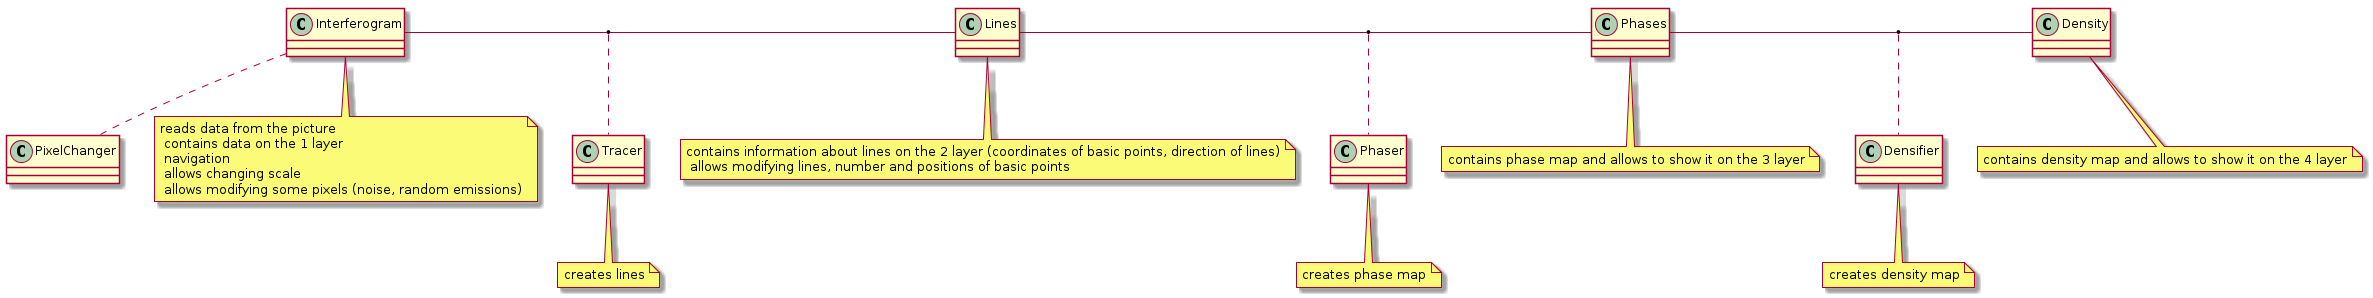 C Interferogram
C Lines
C Phases
C Density
reads data from the picture
contains data on the 1 layer
navigation
allows changing scale
allows modifying some pixels (noise, random emissions)
C PixelChanger
C Tracer
contains information about lines on the 2 layer (coordinates of basic points, direction of lines)
allows modifying lines, number and positions of basic points
C Phaser
contains phase map and allows to show it on the 3 layer
C Densifier
contains density map and allows to show it on the 4 layer
creates lines
creates phase map
creates density map